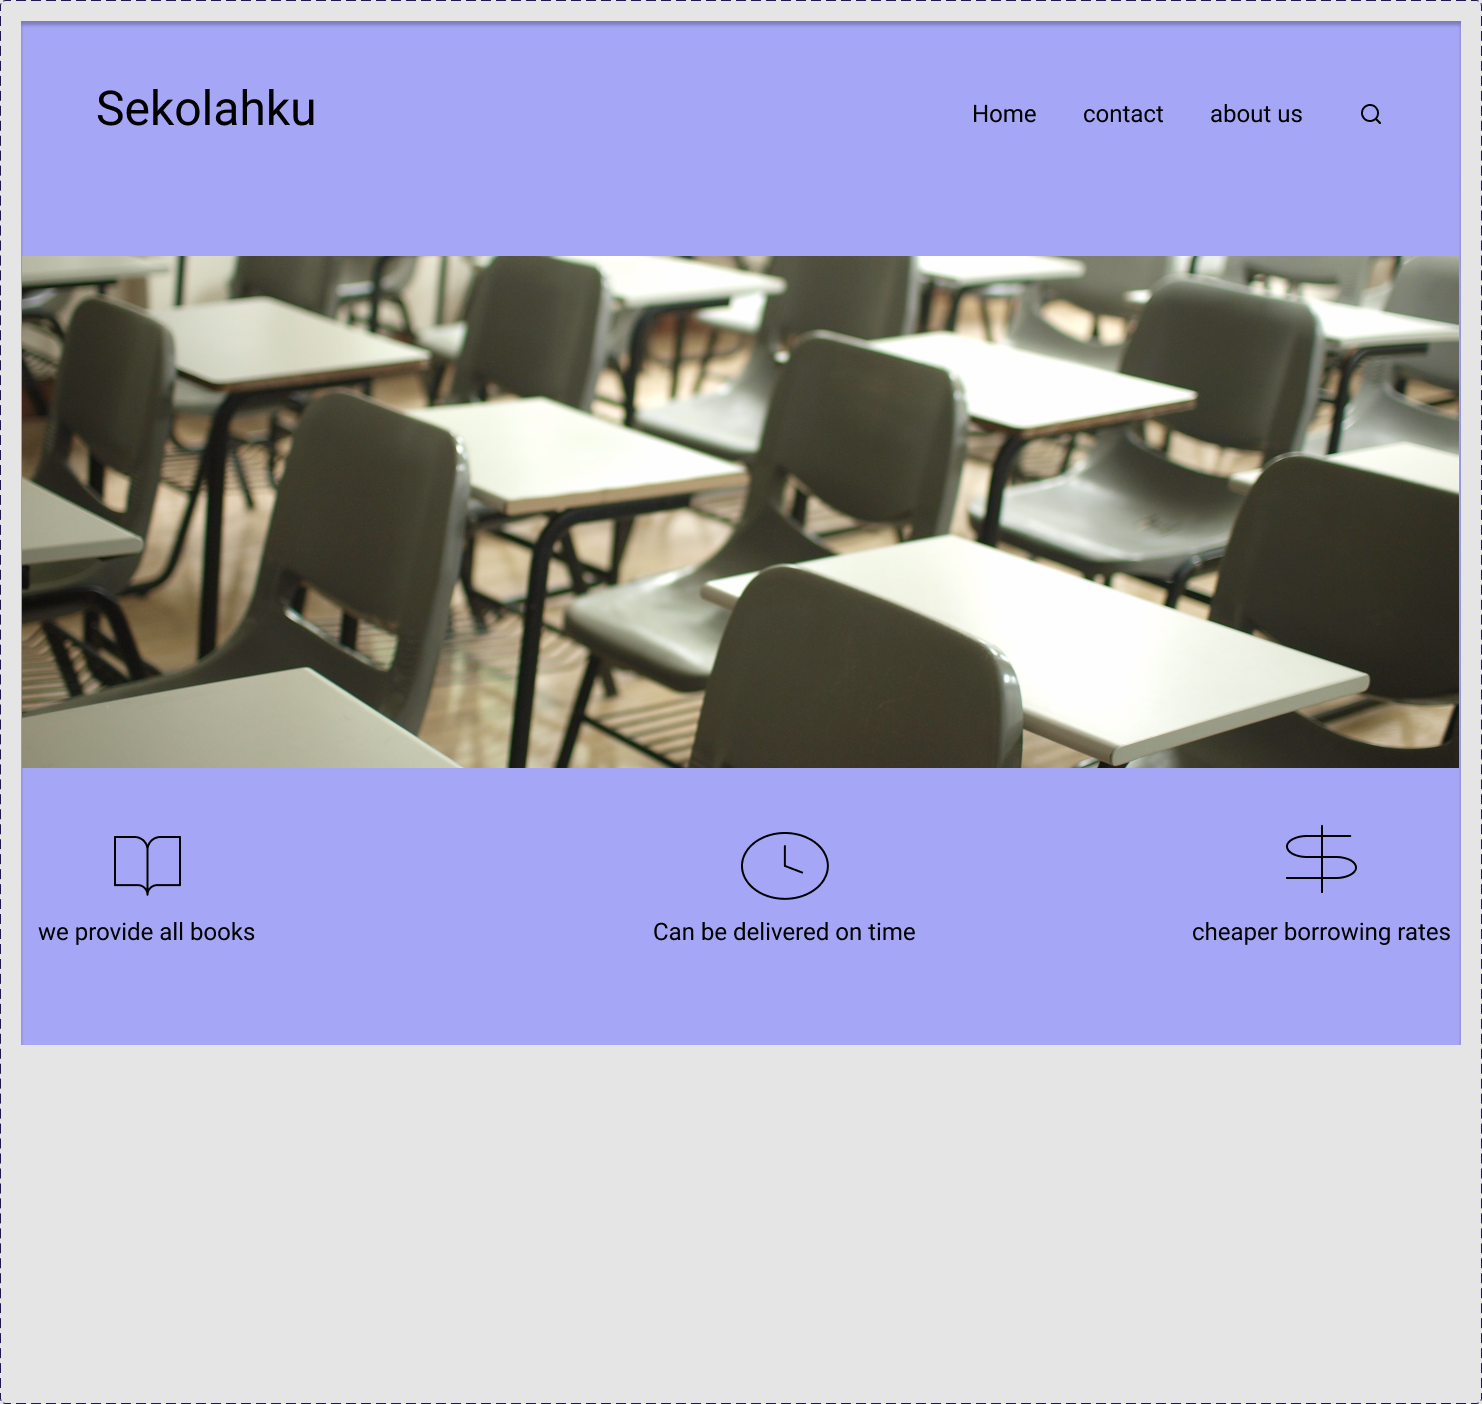 Sekolahku
Home contact about us
we provide all books
Can be delivered on time
cheaper borrowing rates